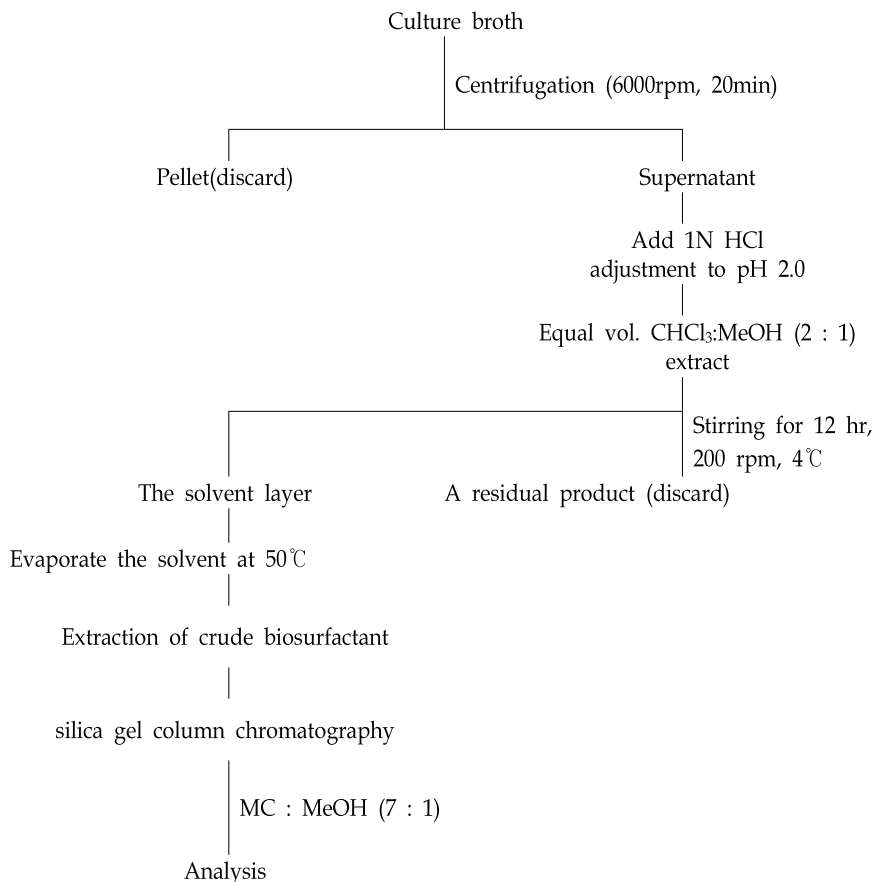 Culture broth
Centrifugation (6000rpm, 20min)
Pellet(discard)
Supernatant
Add 1N HCl
adjustment to pH 2.0
Equal vol. CHCl₃:MeOH (2 : 1)
extract
Stirring for 12 hr,
200 rpm, 4℃
The solvent layer
A residual product (discard)
Evaporate the solvent at 50℃
Extraction of crude biosurfactant
silica gel column chromatography
MC : MeOH (7 : 1)
Analysis